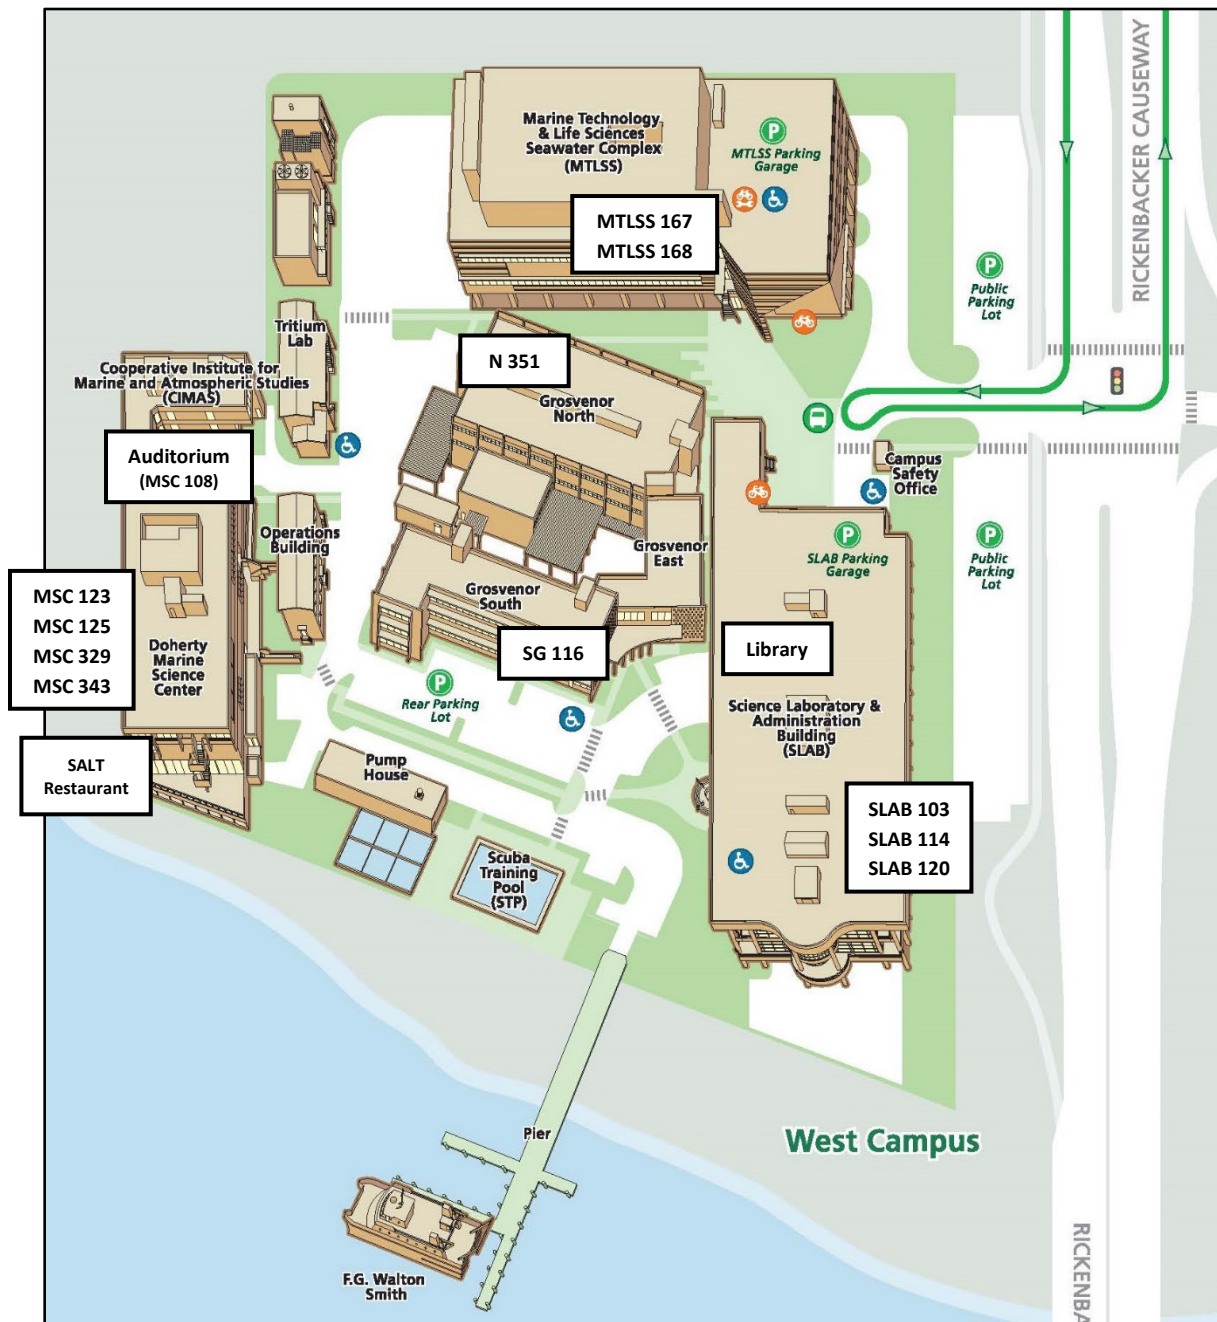 RICKENBACKER CAUSEWAY
Marine Technology
& Life Sciences
Seawater Complex
(MTLSS)
P
MTLSS Parking
Garage
MTLSS 167
MTLSS 168
P
Public
Parking
Lot
Tritium
Lab
Cooperative Institute for
Marine and Atmospheric Studies
(CIMAS)
N 351
Grosvenor
North
Auditorium
(MSC 108)
Campus
Safety
Office
Operations
Building
Grosvenor
East
P
SLAB Parking
Garage
P
Public
Parking
Lot
Grosvenor
South
MSC 123
MSC 125
MSC 329
MSC 343
Doherty
Marine
Science
Center
SG 116
Library
P
Rear Parking
Lot
Science Laboratory &
Administration
Building
(SLAB)
SALT
Restaurant
Pump
House
SLAB 103
SLAB 114
SLAB 120
Scuba
Training
Pool
(STP)
Pier
West Campus
F.G. Walton
Smith
RICKENBA